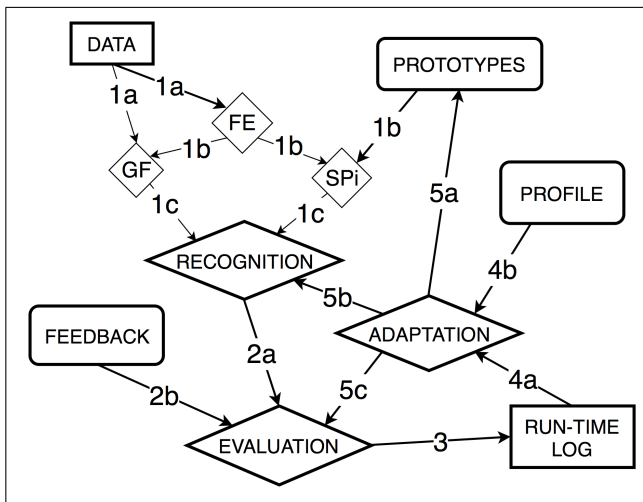 DATA
PROTOTYPES
1a
1a
FE
1b
1b
1b
GF
SPi
5a
PROFILE
1c
1c
RECOGNITION
4b
5b
FEEDBACK
ADAPTATION
2a
5c
4a
2b
EVALUATION
3
RUN-TIME
LOG